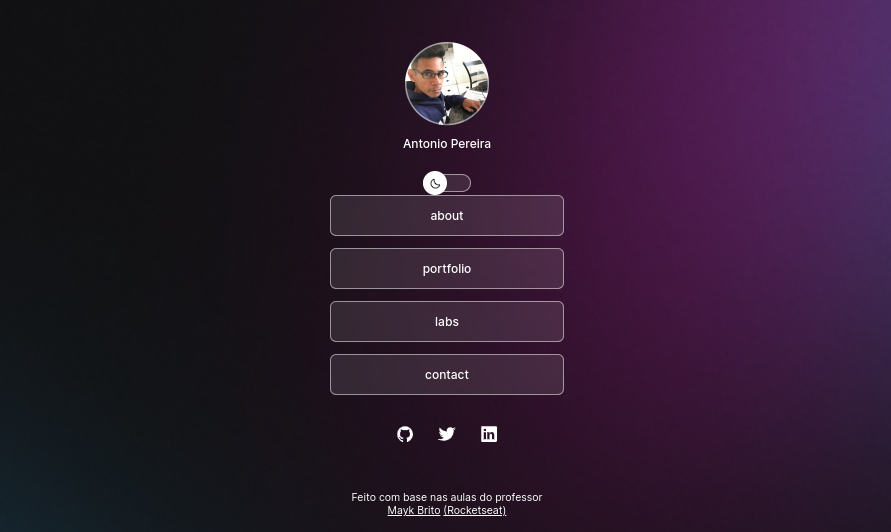 Antonio Pereira
about
portfolio
labs
contact
Feito com base nas aulas do professor
Mayk Brito (Rocketseat)